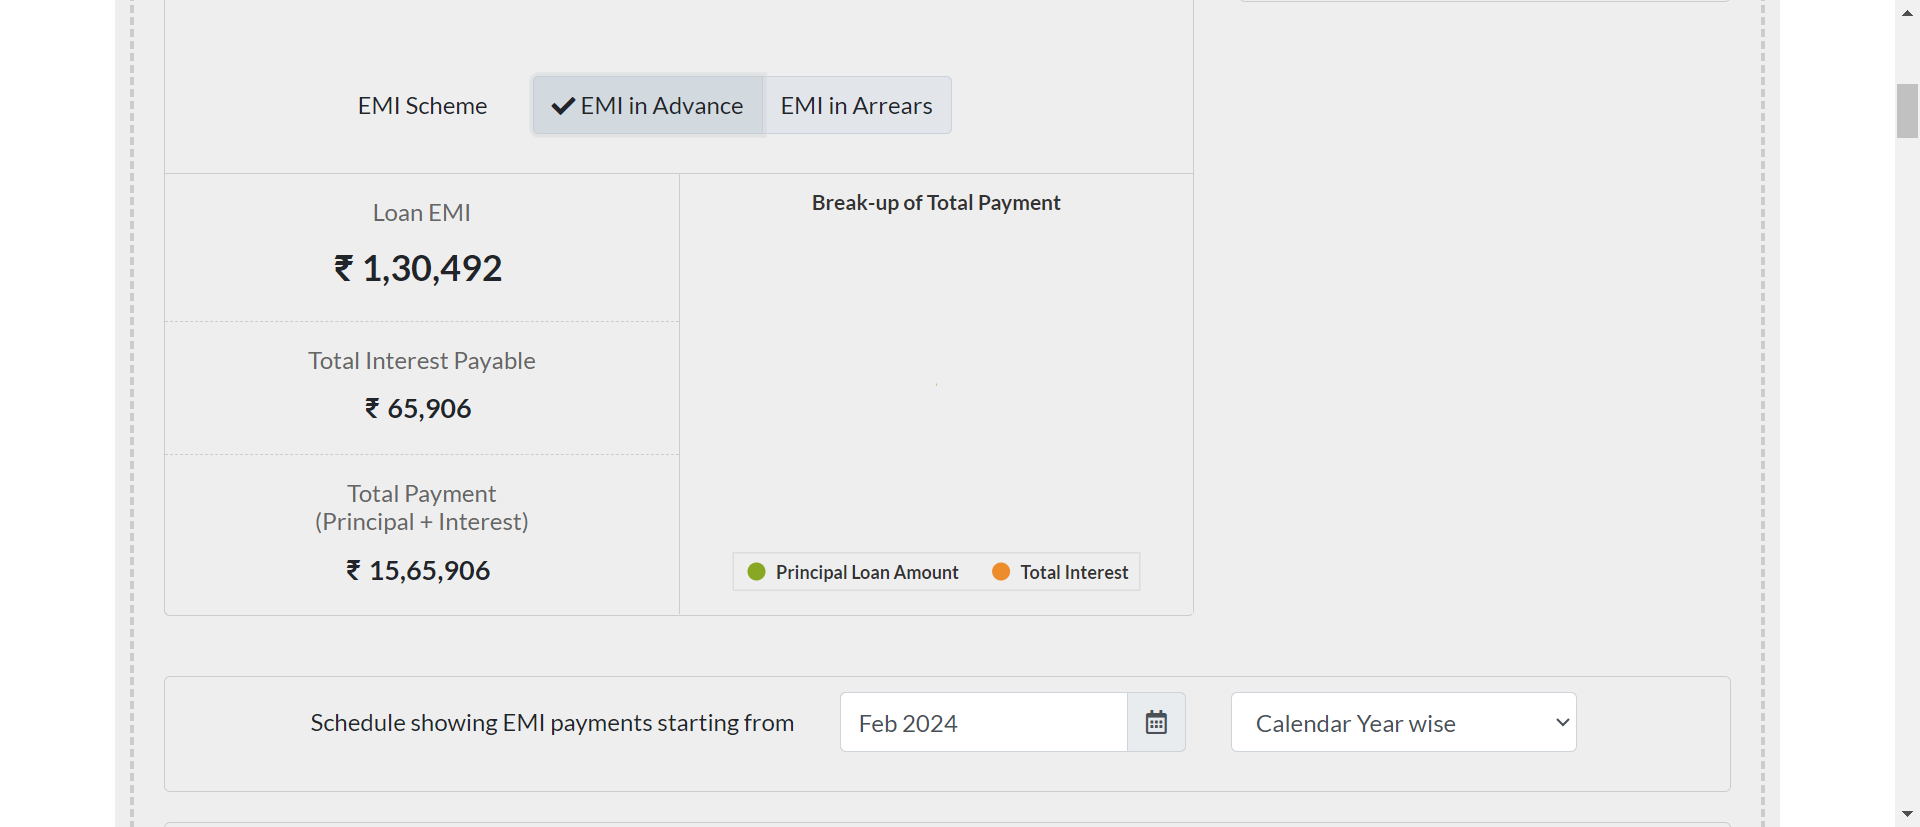 EMI Scheme
EMI in Advance
EMI in Arrears
Loan EMI
₹ 1,30,492
Total Interest Payable
₹ 65,906
Total Payment
(Principal + Interest)
₹ 15,65,906
Break-up of Total Payment
Principal Loan Amount
Total Interest
Schedule showing EMI payments starting from
Feb 2024
Calendar Year wise